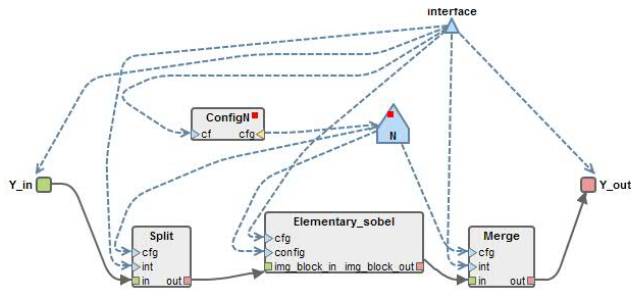 interface
ConfigN
cf cfg
N
Y_in
Y_out
Split
cfg
int
in out
Elementary_sobel
cfg
config
img_block_in img_block_out
Merge
cfg
int
in out